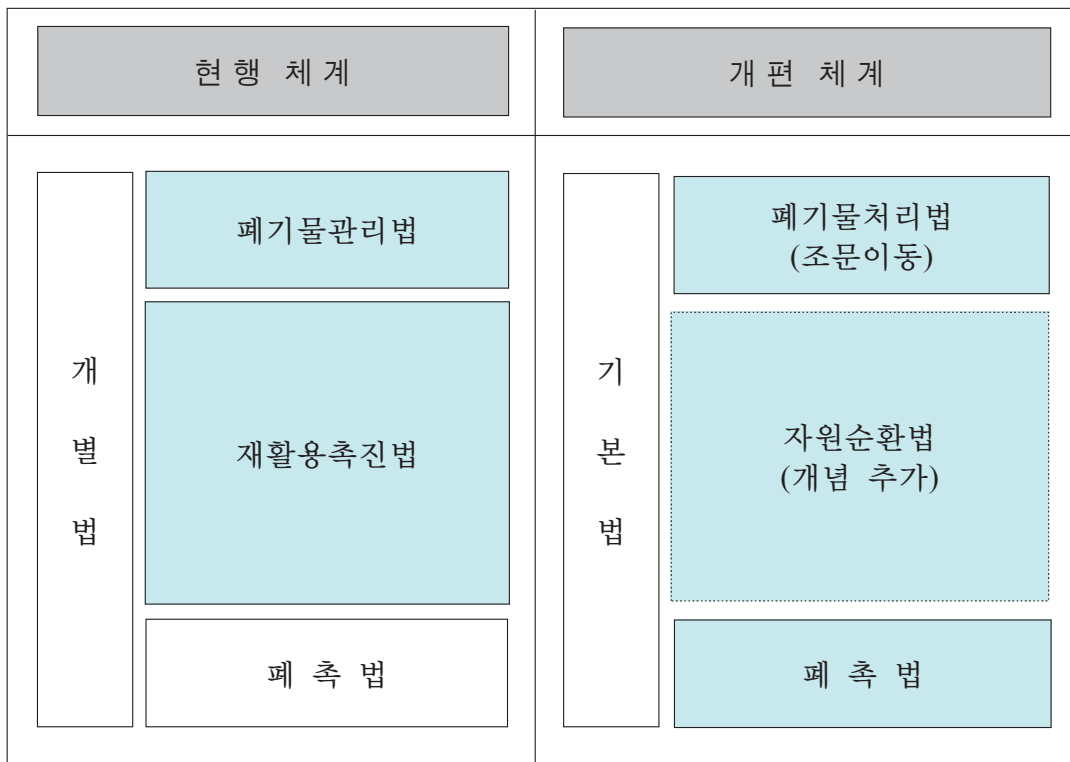 현행 체계
개편 체계
개별법
폐기물관리법
재활용촉진법
폐촉법
기본법
폐기물처리법
(조문이동)
자원순환법
(개념 추가)
폐촉법